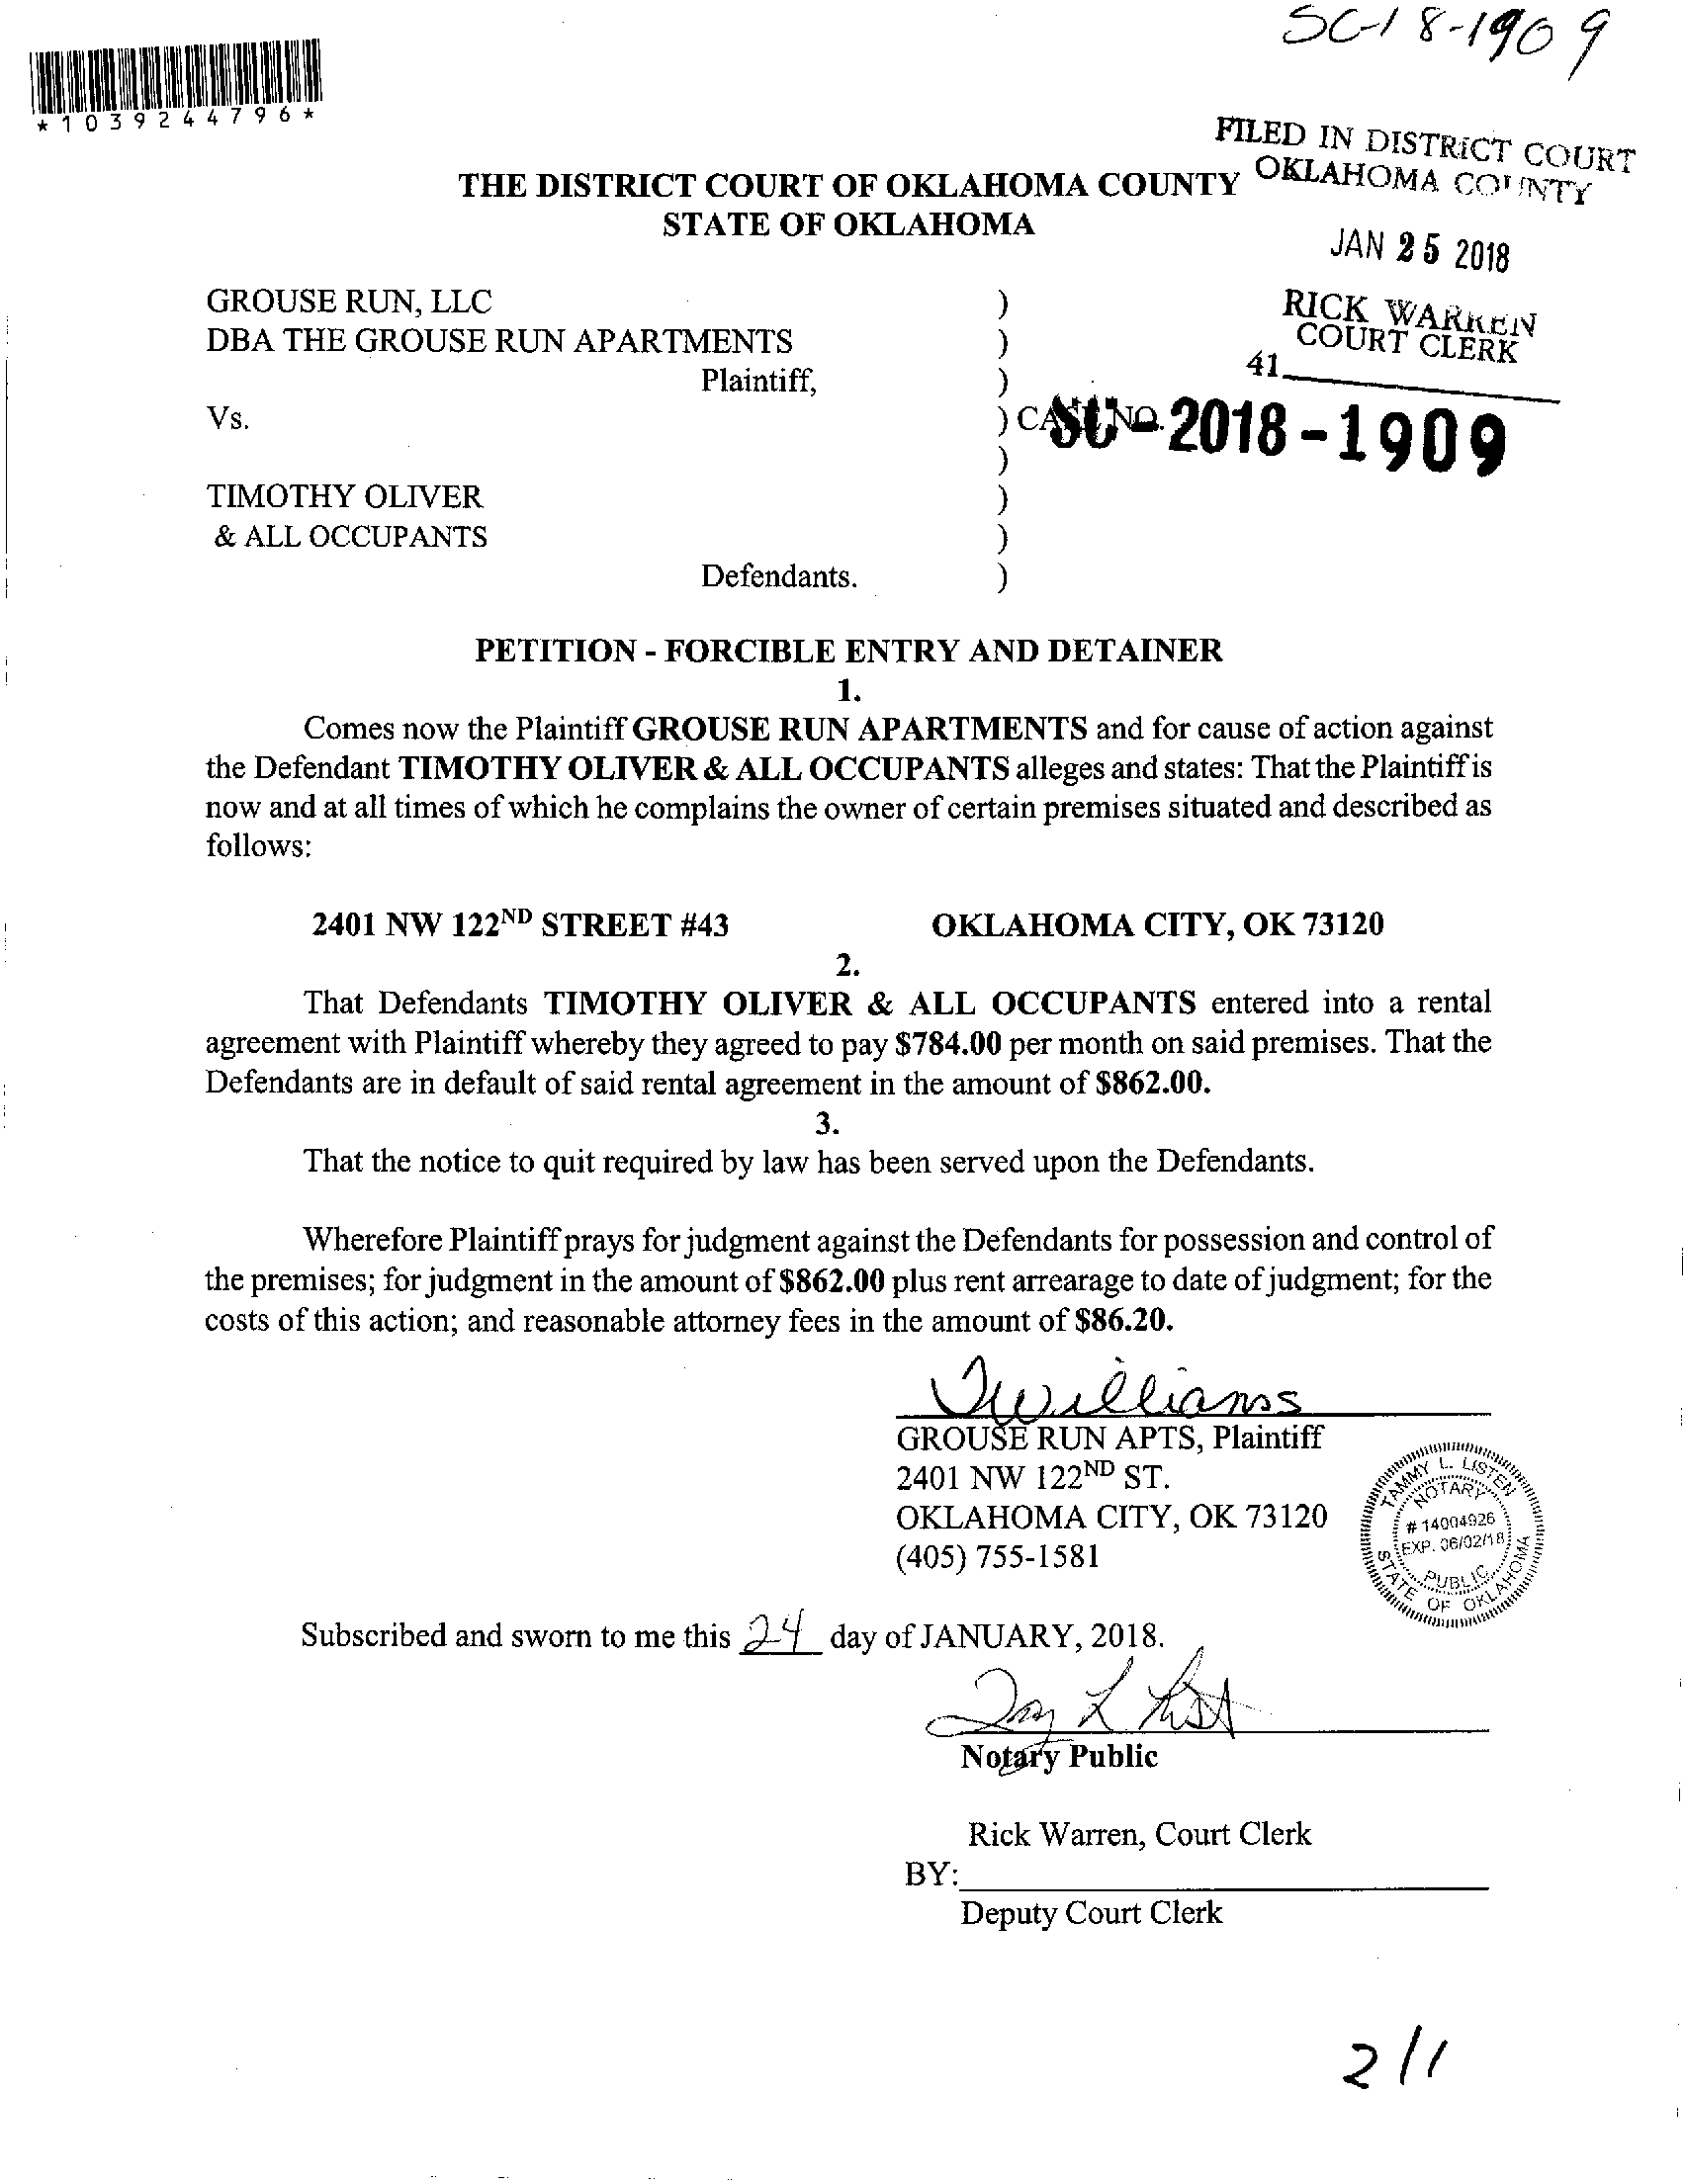 SC-18-1909
*1039244796*
FILED IN DISTRICT COURT
OKLAHOMA COUNTY
THE DISTRICT COURT OF OKLAHOMA COUNTY
STATE OF OKLAHOMA
JAN 25 2018
RICK WARREN
COURT CLERK
41
GROUSE RUN, LLC )
DBA THE GROUSE RUN APARTMENTS )
Plaintiff, )
Vs. ) CASE NO. SC-2018-1909
)
TIMOTHY OLIVER )
& ALL OCCUPANTS )
Defendants. )
PETITION - FORCIBLE ENTRY AND DETAINER
1.
Comes now the Plaintiff GROUSE RUN APARTMENTS and for cause of action against
the Defendant TIMOTHY OLIVER & ALL OCCUPANTS alleges and states: That the Plaintiff is
now and at all times of which he complains the owner of certain premises situated and described as
follows:
2401 NW 122ND STREET #43 OKLAHOMA CITY, OK 73120
2.
That Defendants TIMOTHY OLIVER & ALL OCCUPANTS entered into a rental
agreement with Plaintiff whereby they agreed to pay $784.00 per month on said premises. That the
Defendants are in default of said rental agreement in the amount of $862.00.
3.
That the notice to quit required by law has been served upon the Defendants.
Wherefore Plaintiff prays for judgment against the Defendants for possession and control of
the premises; for judgment in the amount of $862.00 plus rent arrearage to date of judgment; for the
costs of this action; and reasonable attorney fees in the amount of $86.20.
Williams
GROUSE RUN APTS, Plaintiff
2401 NW 122ND ST.
OKLAHOMA CITY, OK 73120
(405) 755-1581
TAMMY L. LISTEN
NOTARY
# 14004926
EXP. 06/02/18
PUBLIC
STATE OF OKLAHOMA
Subscribed and sworn to me this 24 day of JANUARY, 2018.
Notary Public
Rick Warren, Court Clerk
BY:
Deputy Court Clerk
2/1